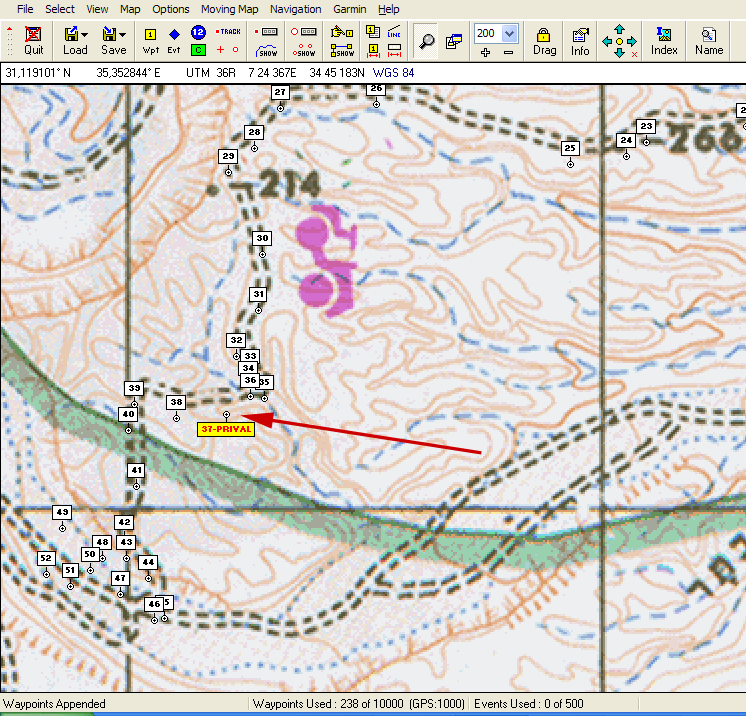 File Select View Map Options Moving Map Navigation Garmin Help
1 12 TRACK 1 LINE 200
C SHOW 1 SHOW SHOW
Quit Load Save Wpt Evt Drag Info Index Name
31,119101° N 35,352844° E UTM 36R 7 24 367E 34 45 183N WGS 84
27 26
28 23
29 25 24 266
214
30
31
32
33
34
36 35
39
38
40
37-PRIVAL
41
49
42
48 43
52 50 44
51 47
46
Waypoints Appended Waypoints Used : 238 of 10000 (GPS:1000) Events Used : 0 of 500